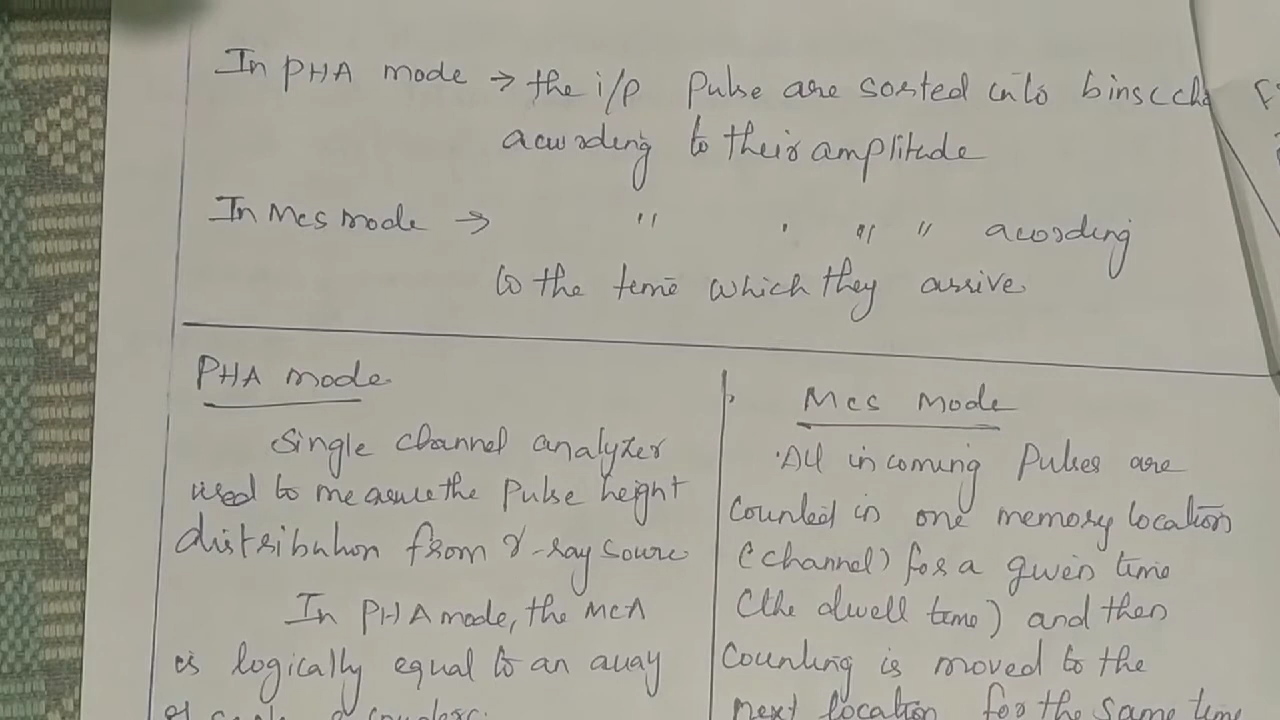 In PHA mode → the i/p Pulse are sorted into bins (
acuording to their amplitude
In Mcs mode → " " " " acording
to the time which they arrive
PHA mode
Single channel analyzer
used to measure the Pulse height
distribution from γ-ray source
In PHA mode, the MCA
is logically equal to an array
of
Mcs mode
All incoming Pulses are
Counted in one memory location
(channel) for a given time
(the dwell time) and then
Counting is moved to the
next location for the same time